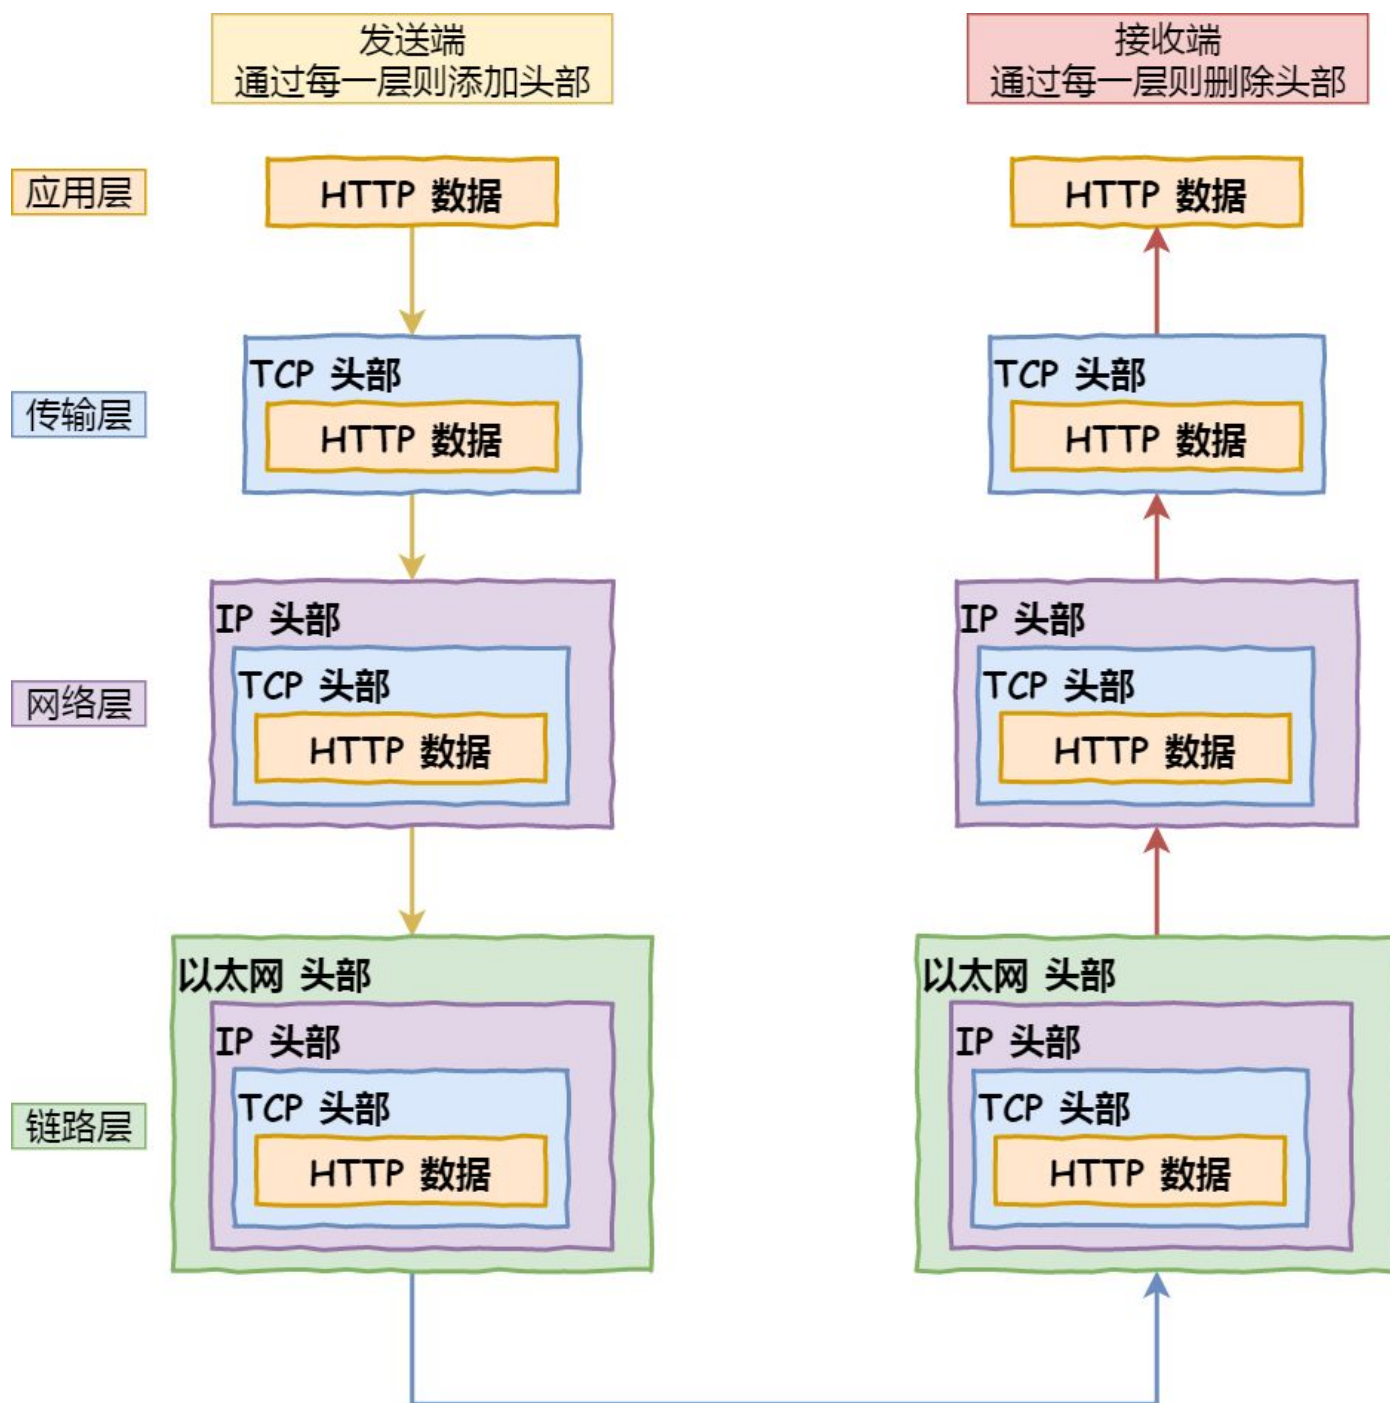 发送端
通过每一层则添加头部
接收端
通过每一层则删除头部
应用层
HTTP 数据
HTTP 数据
传输层
TCP 头部
HTTP 数据
TCP 头部
HTTP 数据
网络层
IP 头部
TCP 头部
HTTP 数据
IP 头部
TCP 头部
HTTP 数据
链路层
以太网 头部
IP 头部
TCP 头部
HTTP 数据
以太网 头部
IP 头部
TCP 头部
HTTP 数据